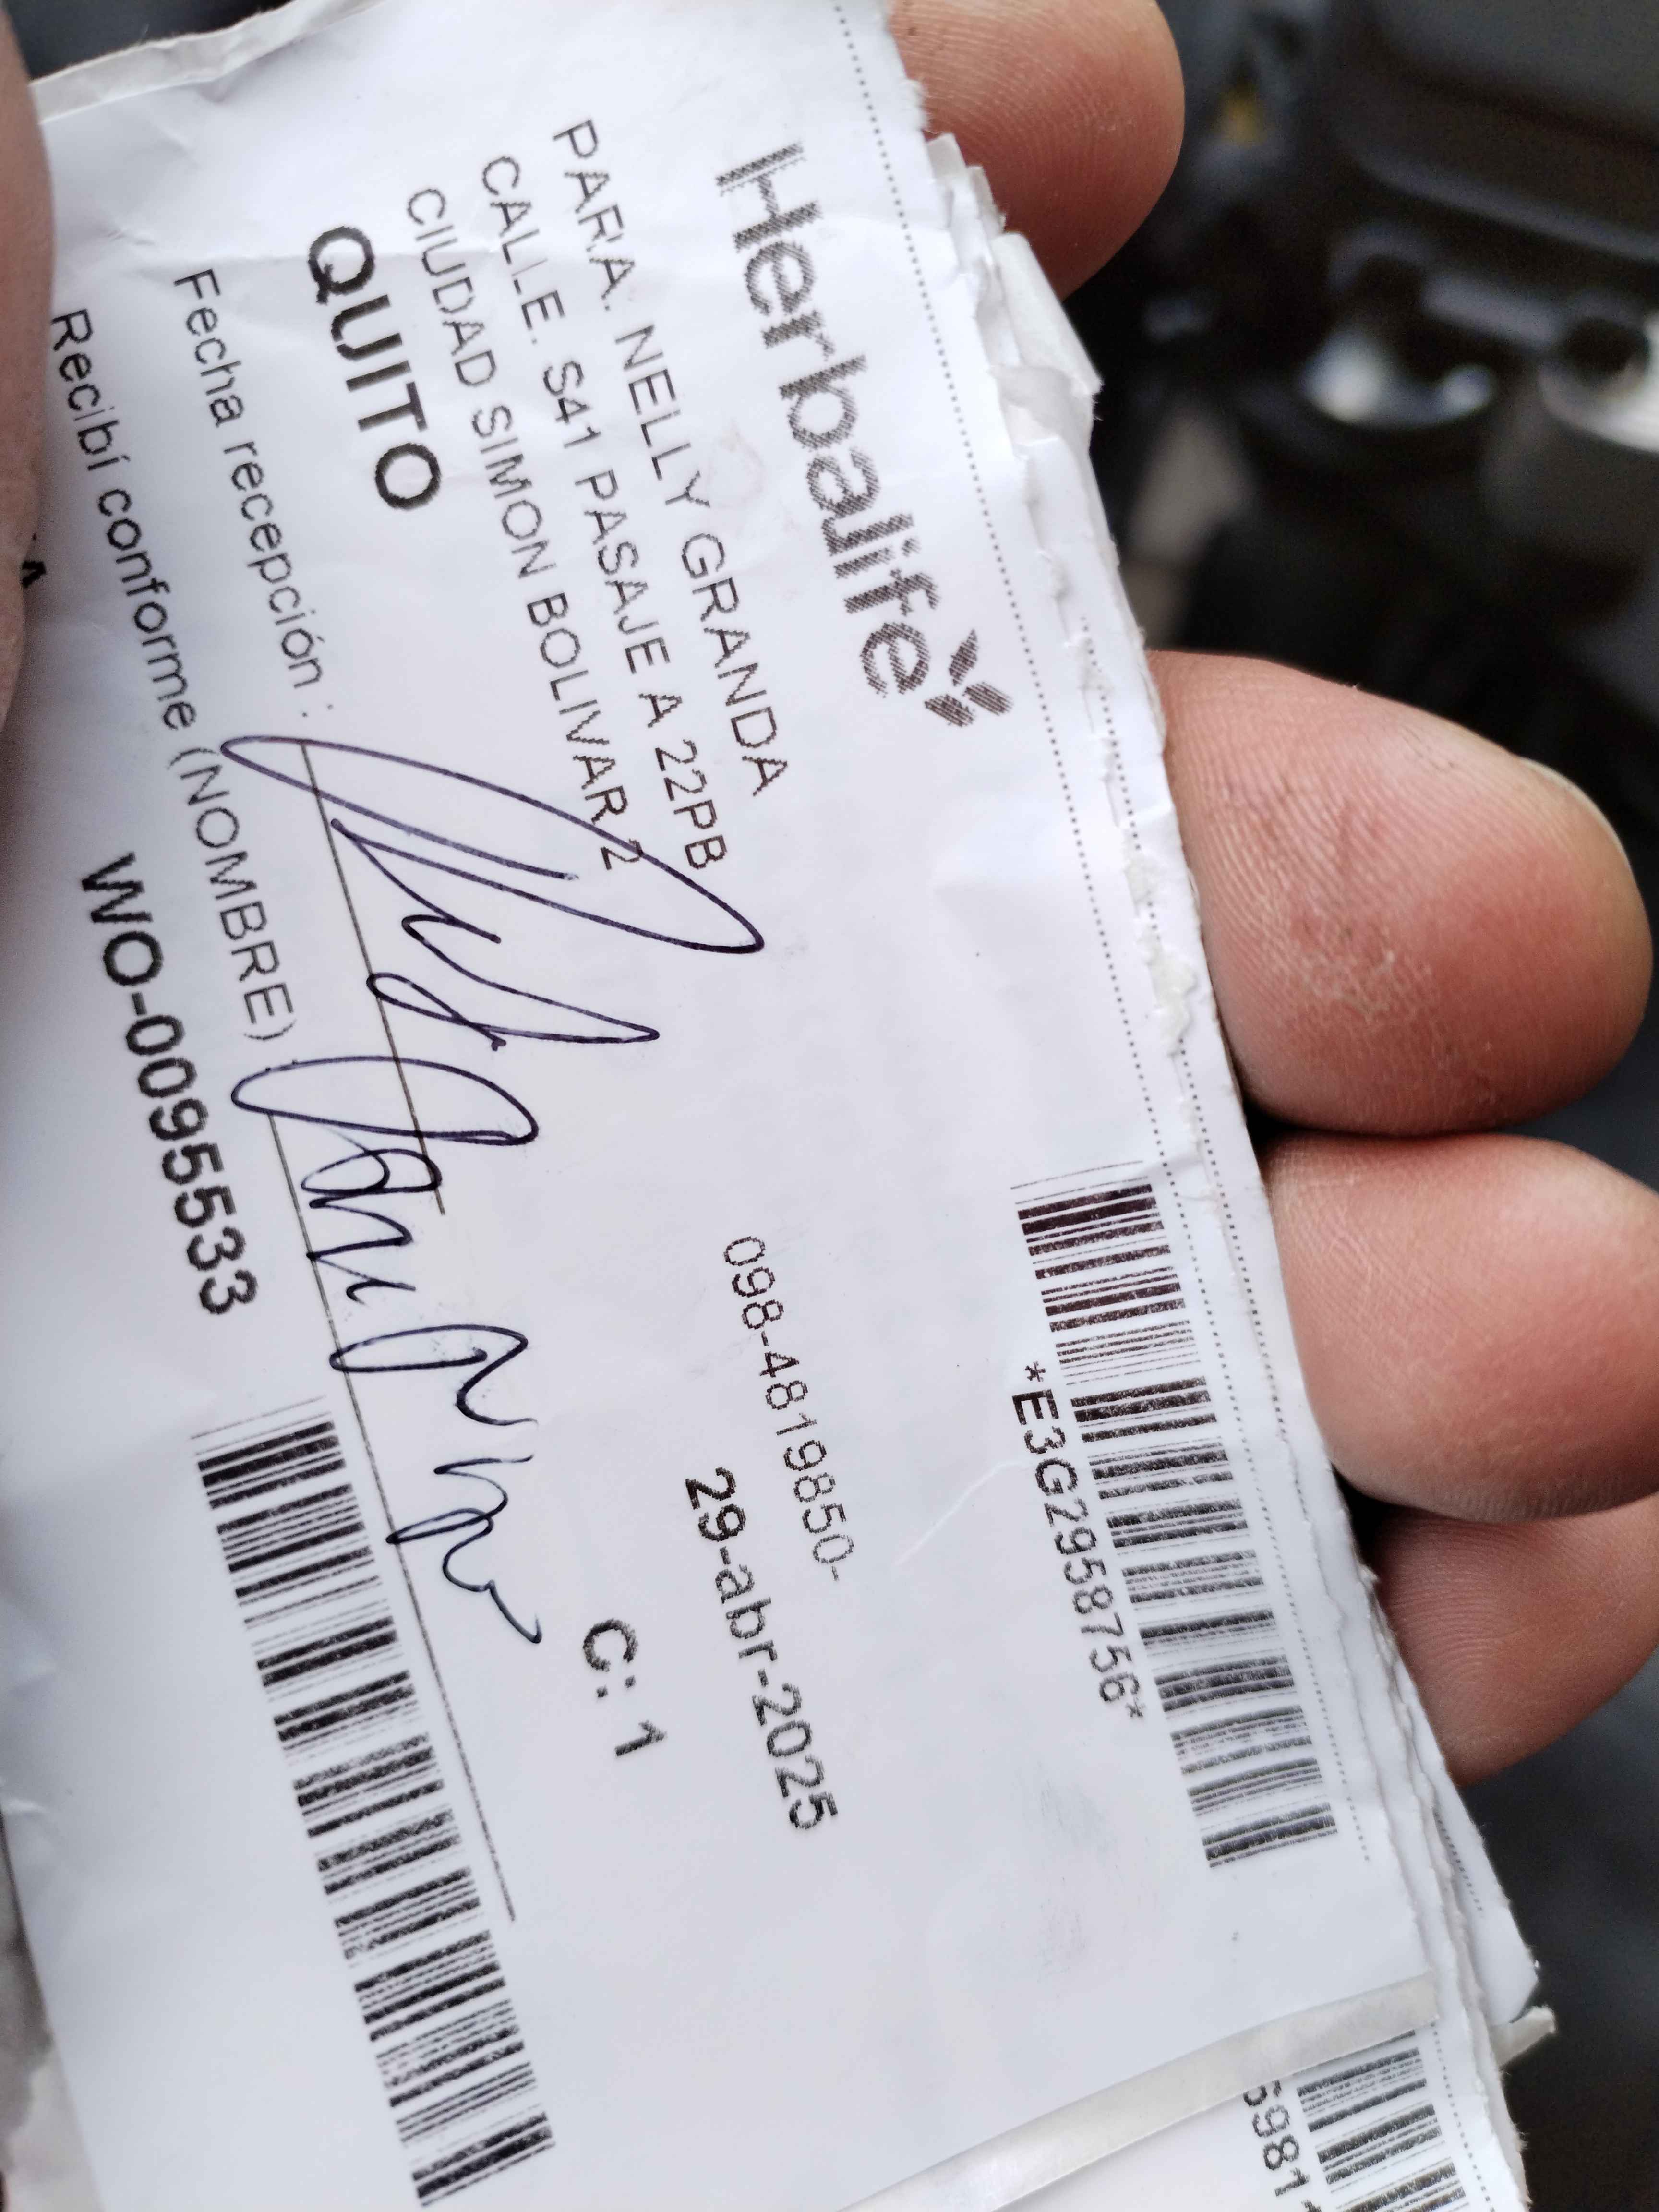 *E3G2958756*
Herbalife
PARA. NELLY GRANDA
098-4819850-
CALLE. S41 PASAJE A 22PB
29-abr-2025
CIUDAD SIMON BOLIVAR 2
QUITO
C: 1
Fecha recepción :
Recibí conforme (NOMBRE)
WO-0095533